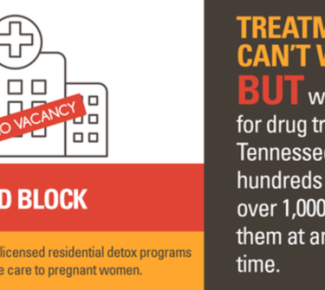 O VACANCY
D BLOCK
licensed residential detox programs
e care to pregnant women.
TREATM
CAN'T V
BUT w
for drug tr
Tennessee
hundreds
over 1,000
them at an
time.